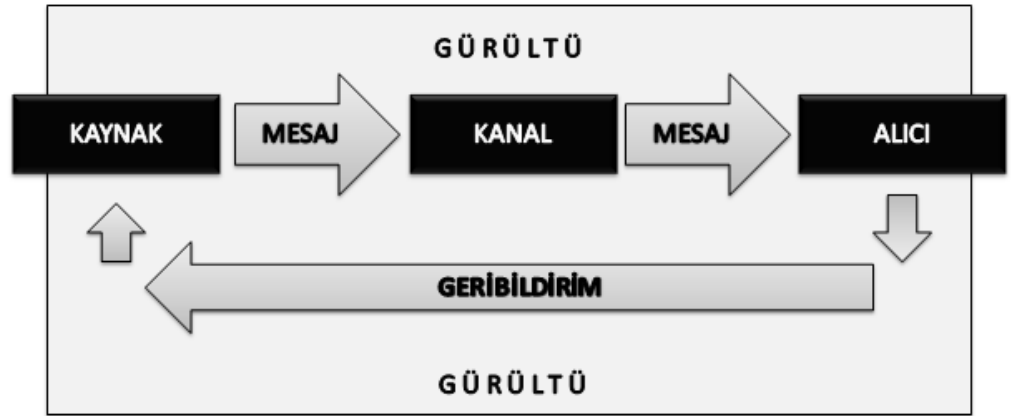 GÜRÜLTÜ
KAYNAK MESAJ KANAL MESAJ ALICI
GERİBİLDİRİM
GÜRÜLTÜ